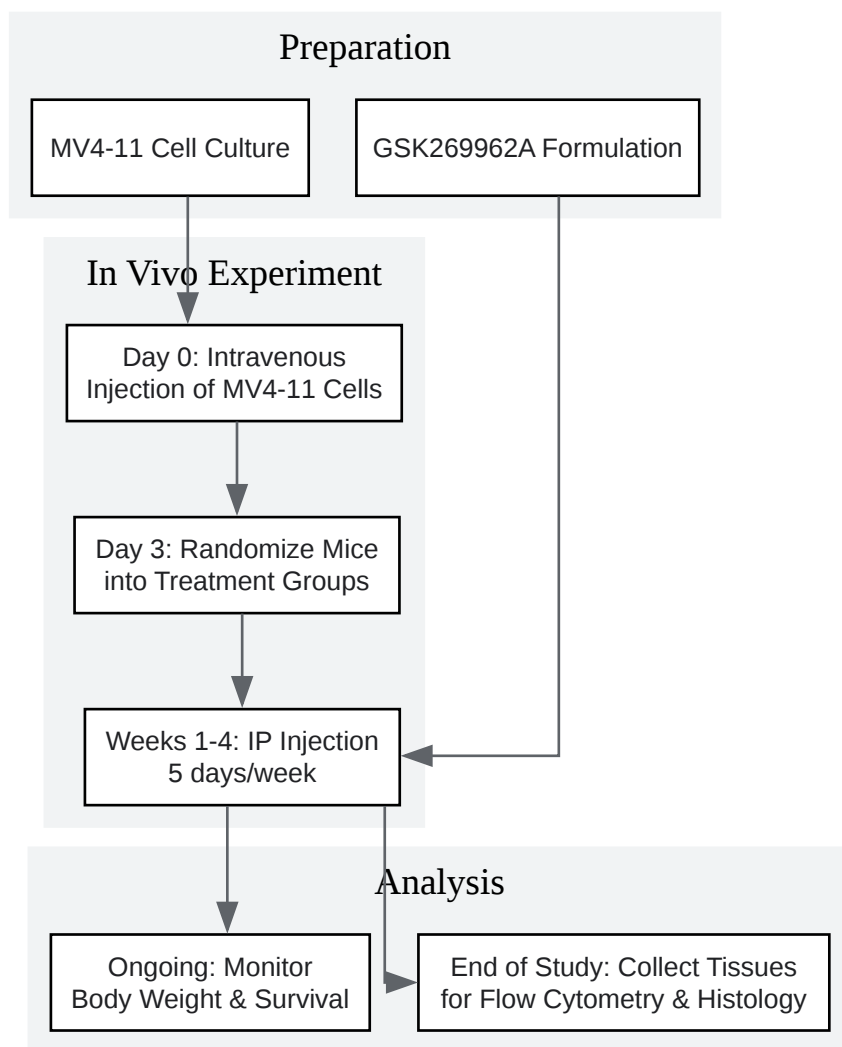 Preparation
MV4-11 Cell Culture
GSK269962A Formulation
In Vivo Experiment
Day 0: Intravenous
Injection of MV4-11 Cells
Day 3: Randomize Mice
into Treatment Groups
Weeks 1-4: IP Injection
5 days/week
Analysis
Ongoing: Monitor
Body Weight & Survival
End of Study: Collect Tissues
for Flow Cytometry & Histology